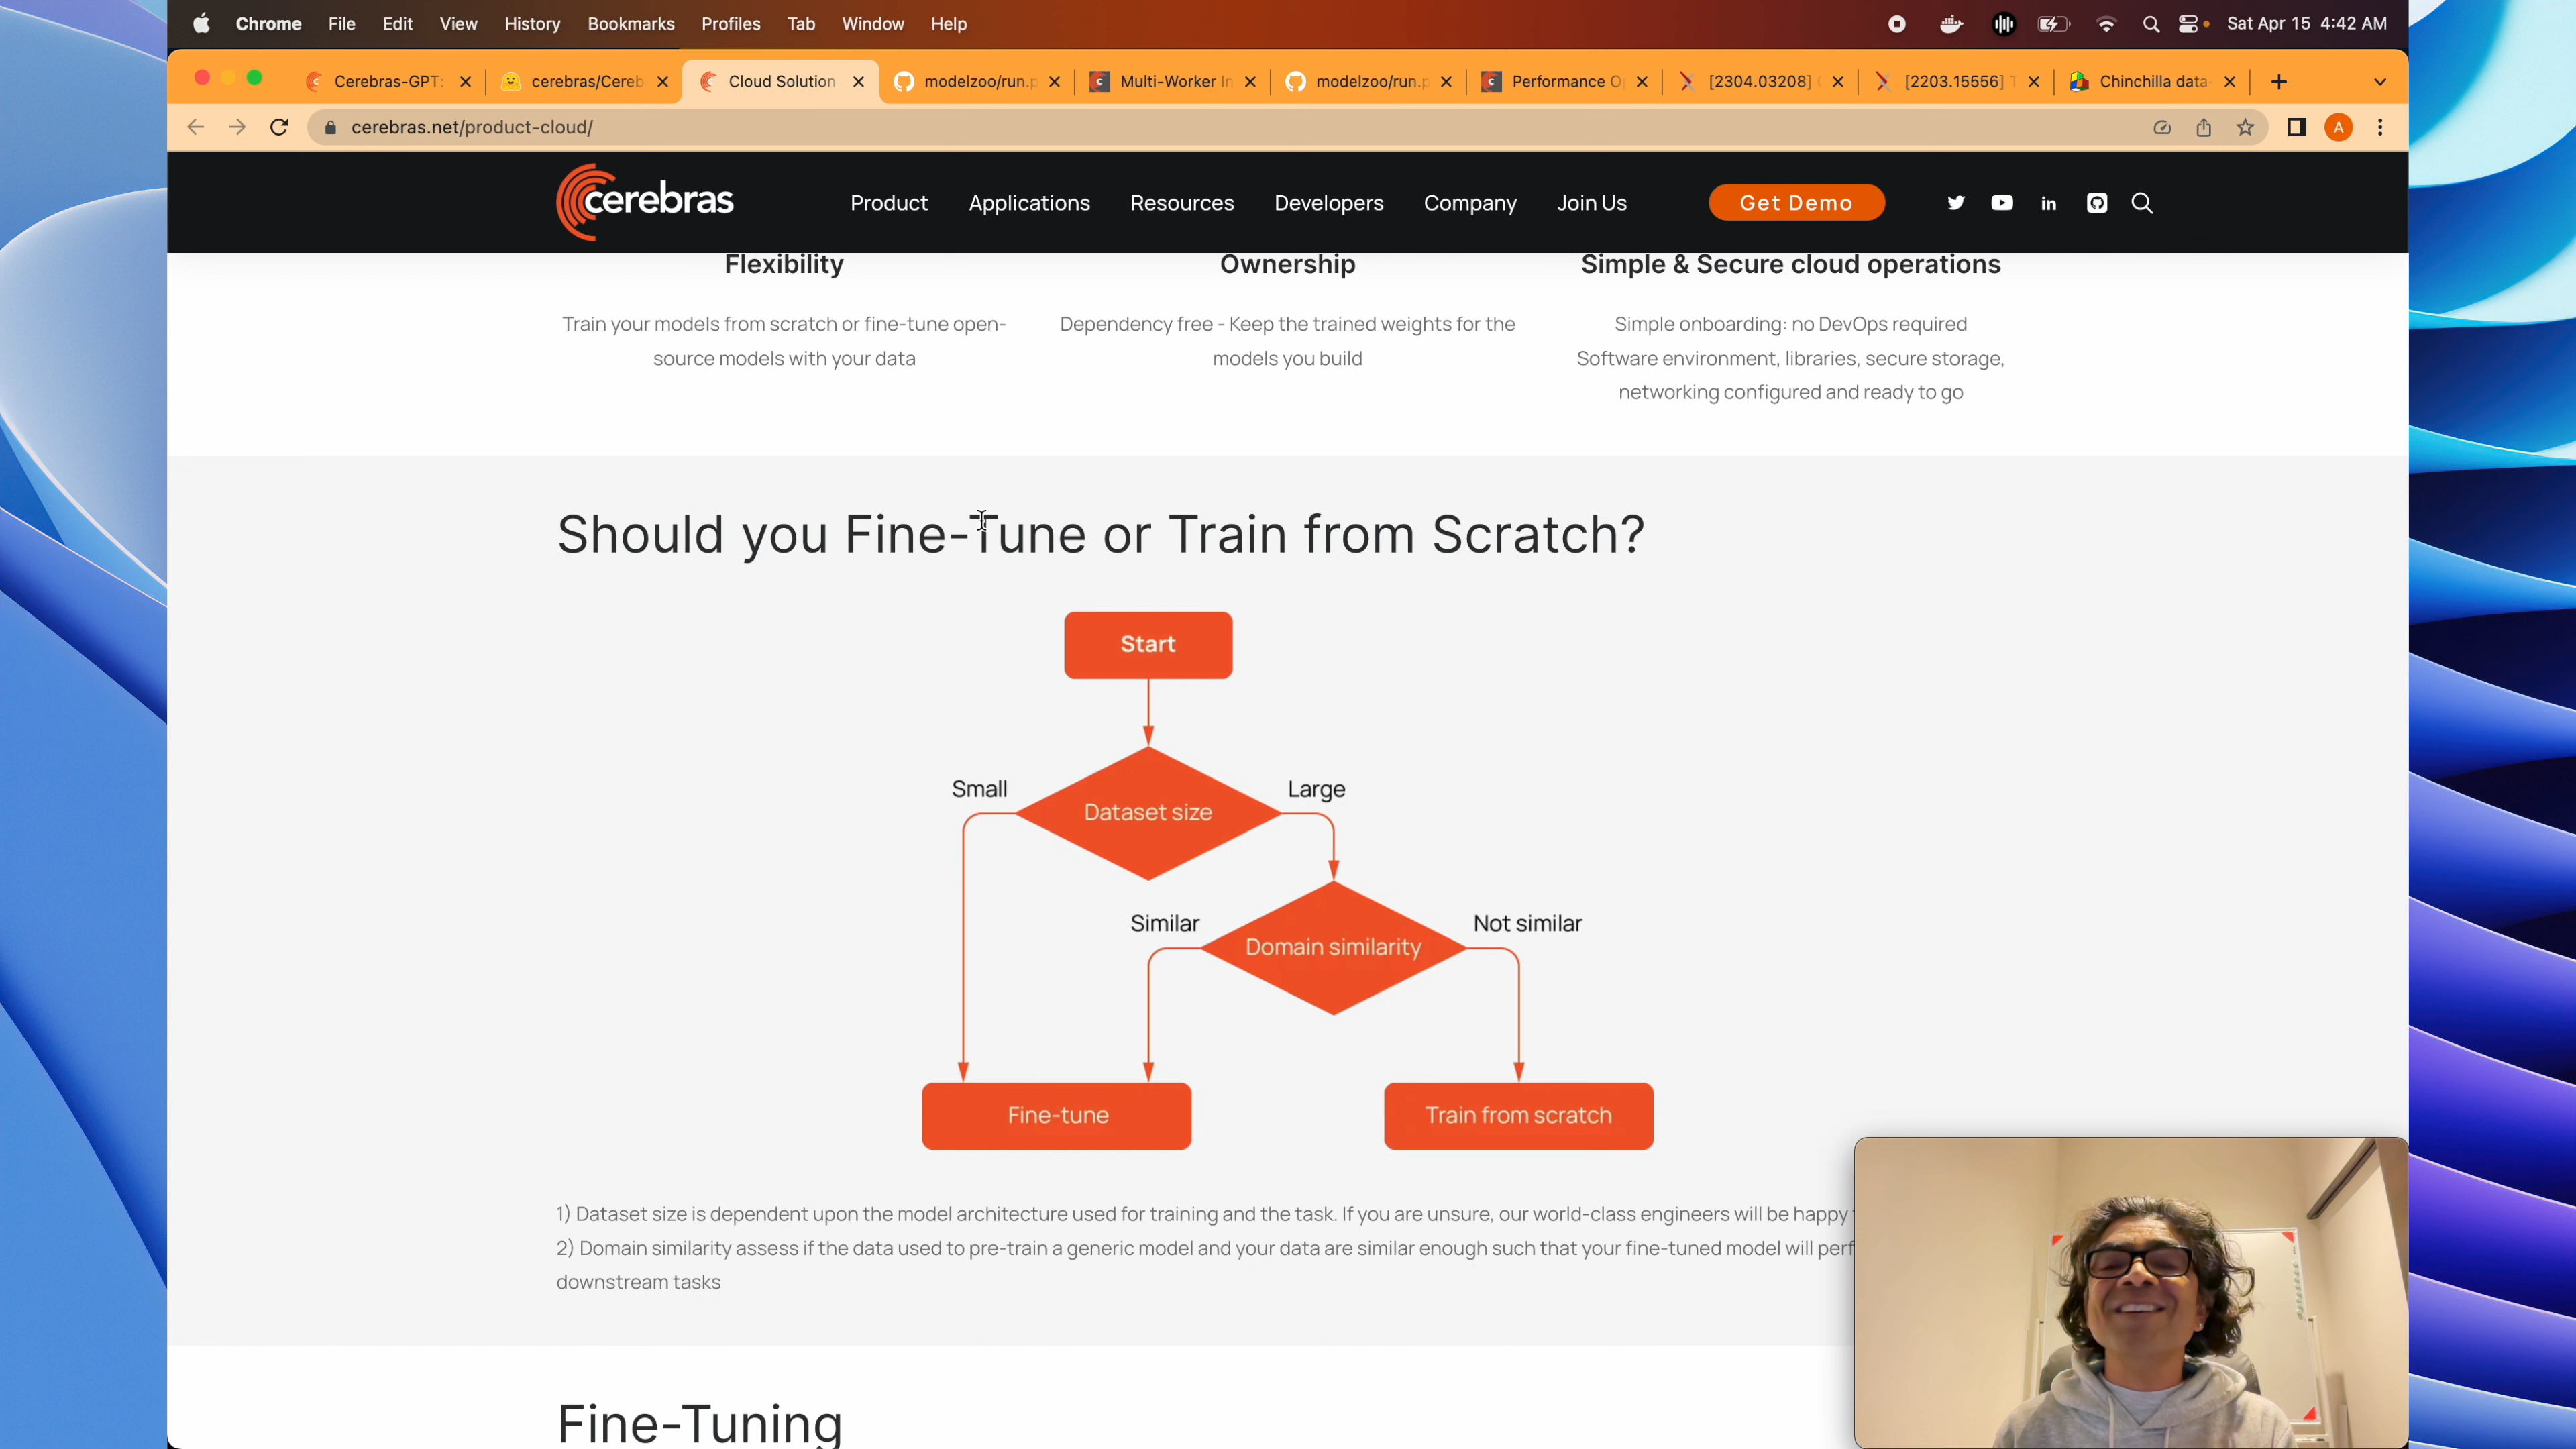 Chrome File Edit View History Bookmarks Profiles Tab Window Help Sat Apr 15 4:42 AM
Cerebras-GPT: cerebras/Cereb Cloud Solution modelzoo/run.p Multi-Worker In modelzoo/run.p Performance O [2304.03208] [2203.15556] T Chinchilla data-
cerebras.net/product-cloud/ A
cerebras Product Applications Resources Developers Company Join Us Get Demo in
Flexibility
Train your models from scratch or fine-tune open-
source models with your data
Ownership
Dependency free - Keep the trained weights for the
models you build
Simple & Secure cloud operations
Simple onboarding: no DevOps required
Software environment, libraries, secure storage,
networking configured and ready to go
Should you Fine-Tune or Train from Scratch?
Start
Small
Large
Dataset size
Similar
Not similar
Domain similarity
Fine-tune
Train from scratch
1) Dataset size is dependent upon the model architecture used for training and the task. If you are unsure, our world-class engineers will be happy
2) Domain similarity assess if the data used to pre-train a generic model and your data are similar enough such that your fine-tuned model will perf
downstream tasks
Fine-Tuning